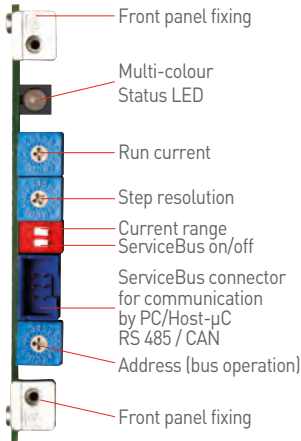 Front panel fixing
Multi-colour
Status LED
Run current
Step resolution
Current range
ServiceBus on/off
ServiceBus connector
for communication
by PC/Host-µC
RS 485 / CAN
Address (bus operation)
Front panel fixing